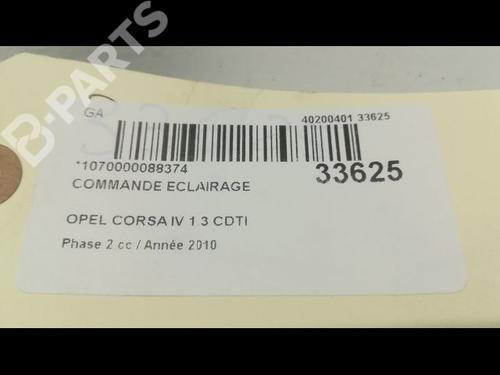 B-PARTS
GA
40200401 33625
*1070000088374
33625
COMMANDE ECLAIRAGE
OPEL CORSA IV 1.3 CDTI
Phase 2 cc / Année 2010